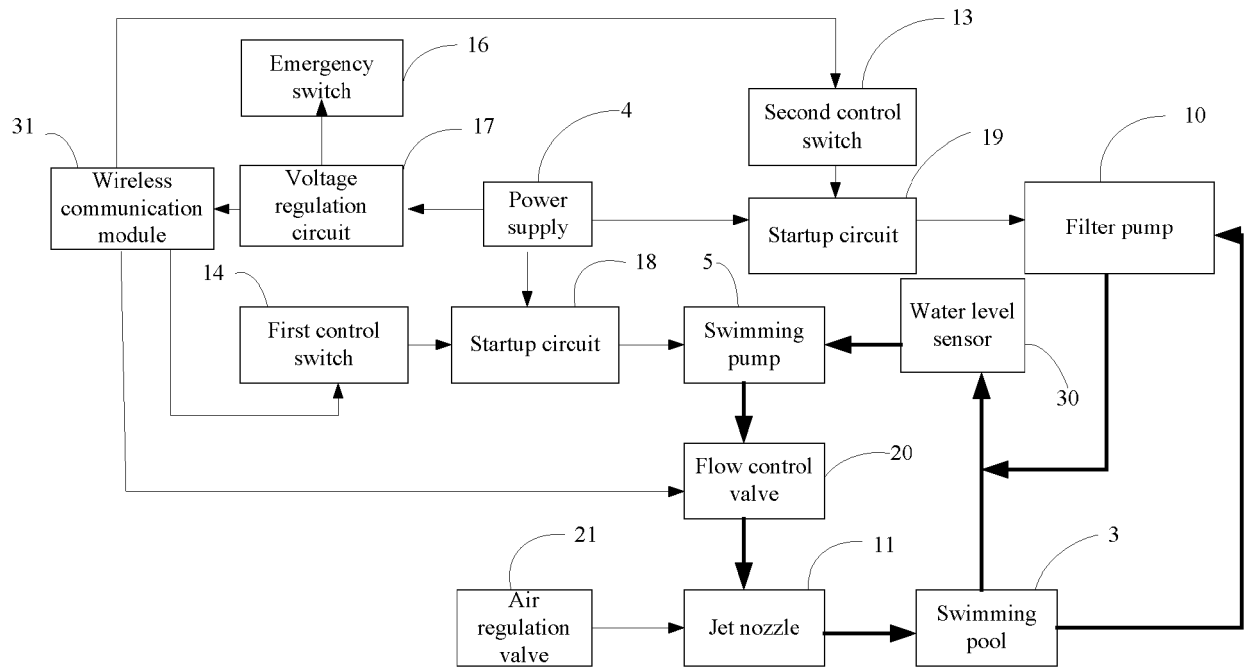 13
Emergency
switch
16
4
Second control
switch
10
31
17
19
Wireless
communication
module
Voltage
regulation
circuit
Power
supply
Startup circuit
Filter pump
14
18
5
First control
switch
Startup circuit
Swimming
pump
Water level
sensor
30
Flow control
valve
20
21
11
3
Air
regulation
valve
Jet nozzle
Swimming
pool